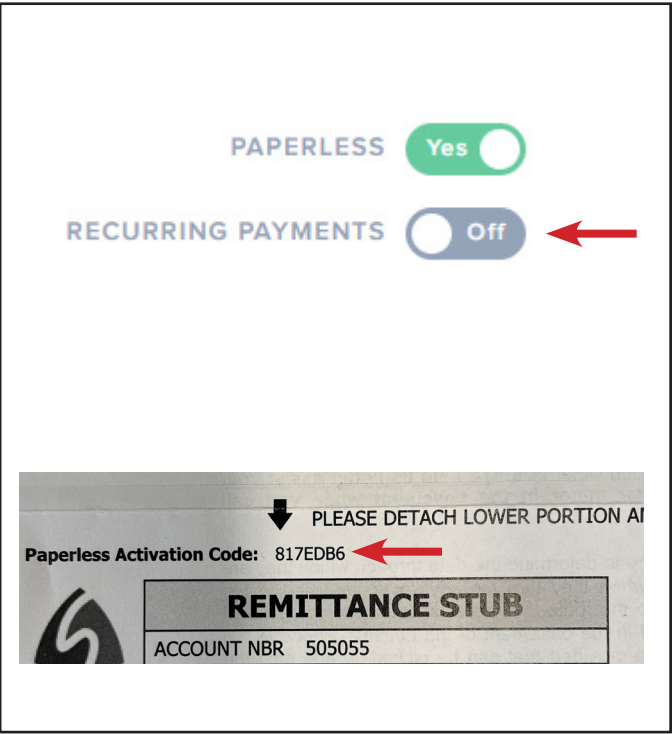 PAPERLESS Yes
RECURRING PAYMENTS Off
PLEASE DETACH LOWER PORTION
Paperless Activation Code: 817EDB6
REMITTANCE STUB
ACCOUNT NBR 505055